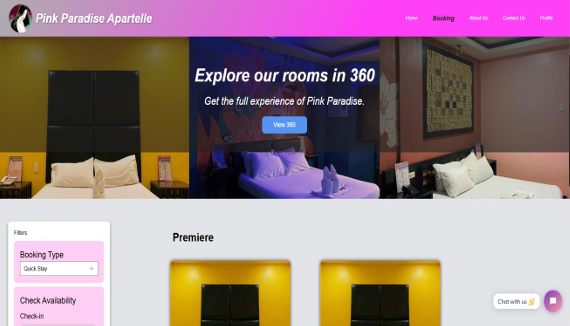 Pink Paradise Apartelle
Home Booking About Us Contact Us Profile
Explore our rooms in 360
Get the full experience of Pink Paradise.
View 360
Filters
Booking Type
Quick Stay
Check Availability
Check-in
Premiere
Chat with us 👋